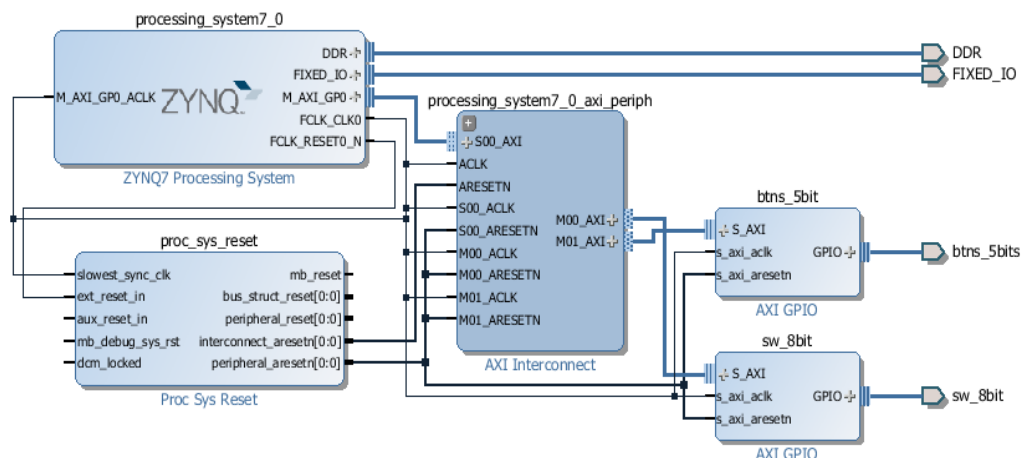 processing_system7_0
DDR
FIXED_IO
M_AXI_GP0_ACLK
ZYNQ
M_AXI_GP0
FCLK_CLK0
FCLK_RESET0_N
ZYNQ7 Processing System
DDR
FIXED_IO
processing_system7_0_axi_periph
S00_AXI
ACLK
ARESETN
S00_ACLK
S00_ARESETN
M00_ACLK
M00_ARESETN
M01_ACLK
M01_ARESETN
M00_AXI
M01_AXI
AXI Interconnect
proc_sys_reset
slowest_sync_clk
ext_reset_in
aux_reset_in
mb_debug_sys_rst
dcm_locked
mb_reset
bus_struct_reset[0:0]
peripheral_reset[0:0]
interconnect_aresetn[0:0]
peripheral_aresetn[0:0]
Proc Sys Reset
btns_5bit
S_AXI
s_axi_aclk
s_axi_aresetn
GPIO
AXI GPIO
btns_5bits
sw_8bit
S_AXI
s_axi_aclk
s_axi_aresetn
GPIO
AXI GPIO
sw_8bit